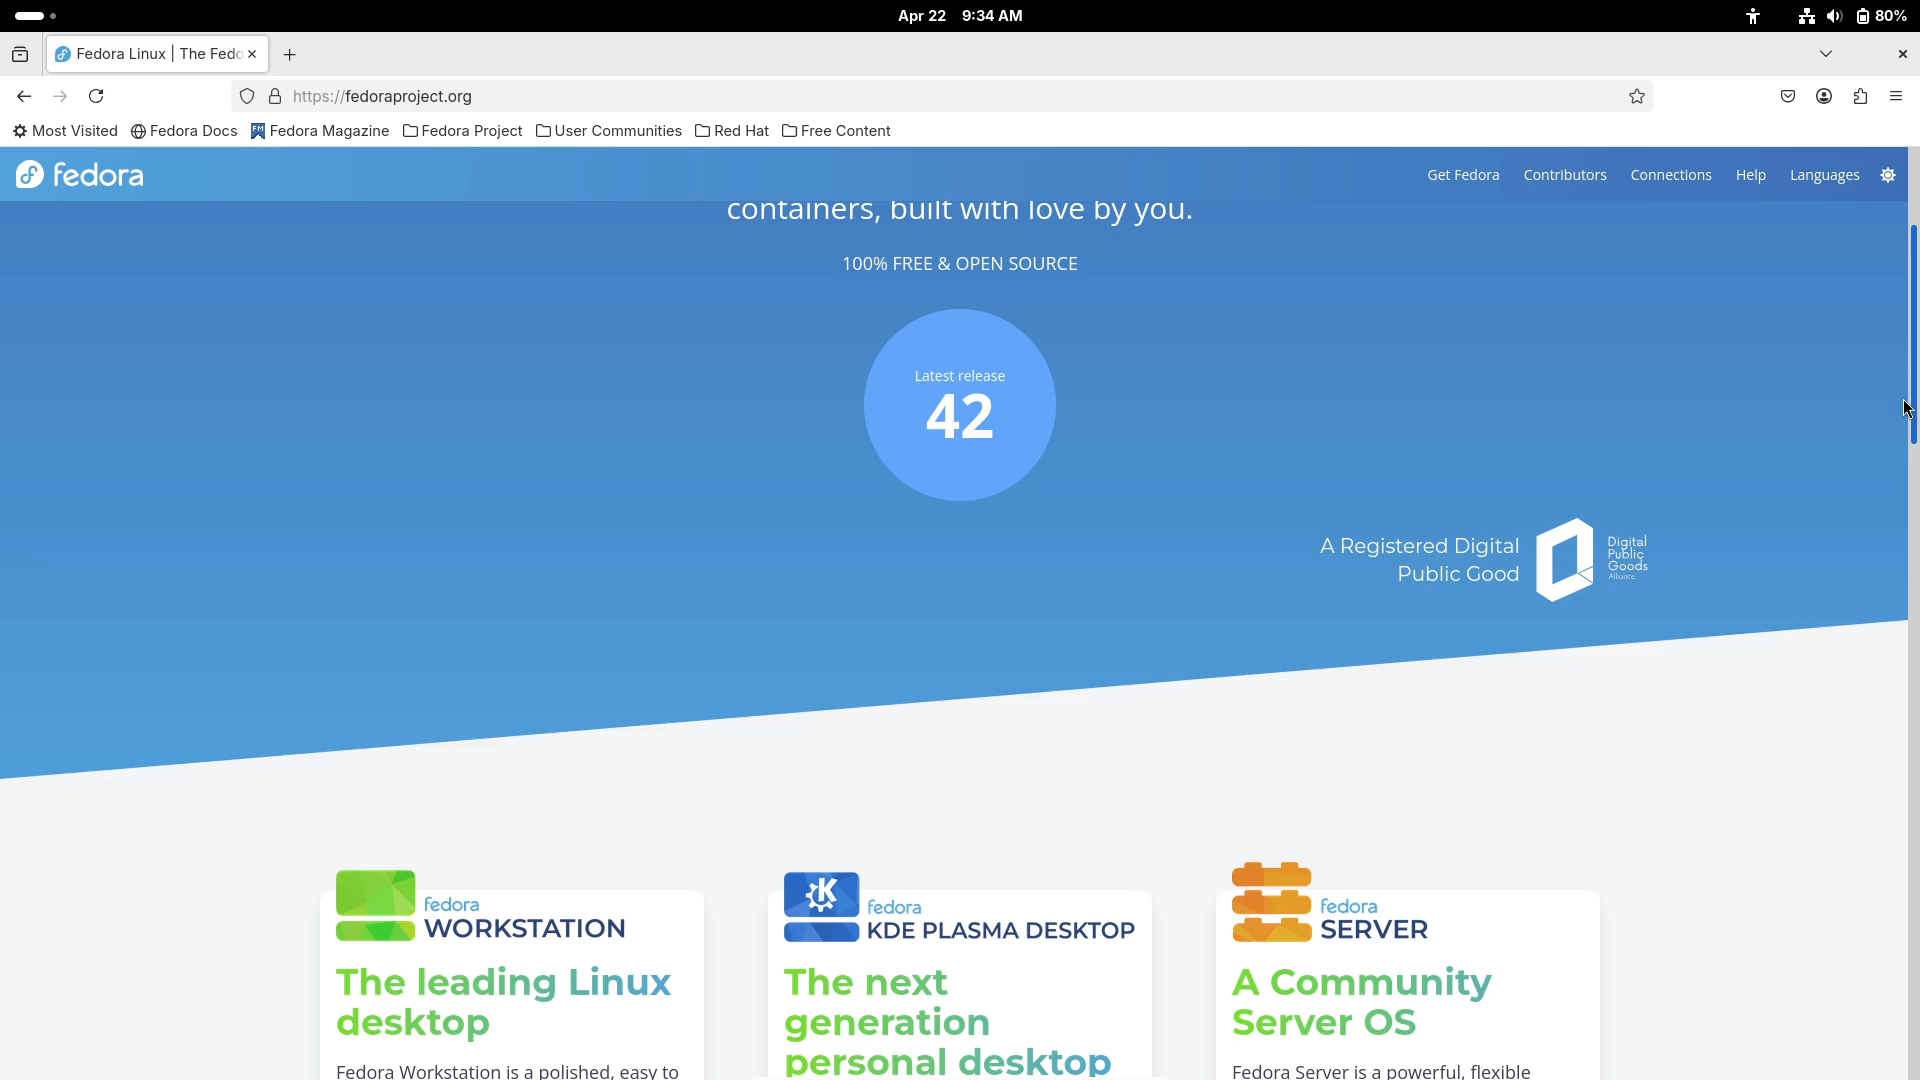 Apr 22 9:34 AM
80%
Fedora Linux | The Fedo
https://fedoraproject.org
Most Visited Fedora Docs Fedora Magazine Fedora Project User Communities Red Hat Free Content
fedora
Get Fedora Contributors Connections Help Languages
containers, built with love by you.
100% FREE & OPEN SOURCE
Latest release
42
A Registered Digital
Public Good
Digital
Public
Goods
Alliance
fedora
WORKSTATION
The leading Linux
desktop
Fedora Workstation is a polished, easy to
fedora
KDE PLASMA DESKTOP
The next
generation
personal desktop
fedora
SERVER
A Community
Server OS
Fedora Server is a powerful, flexible